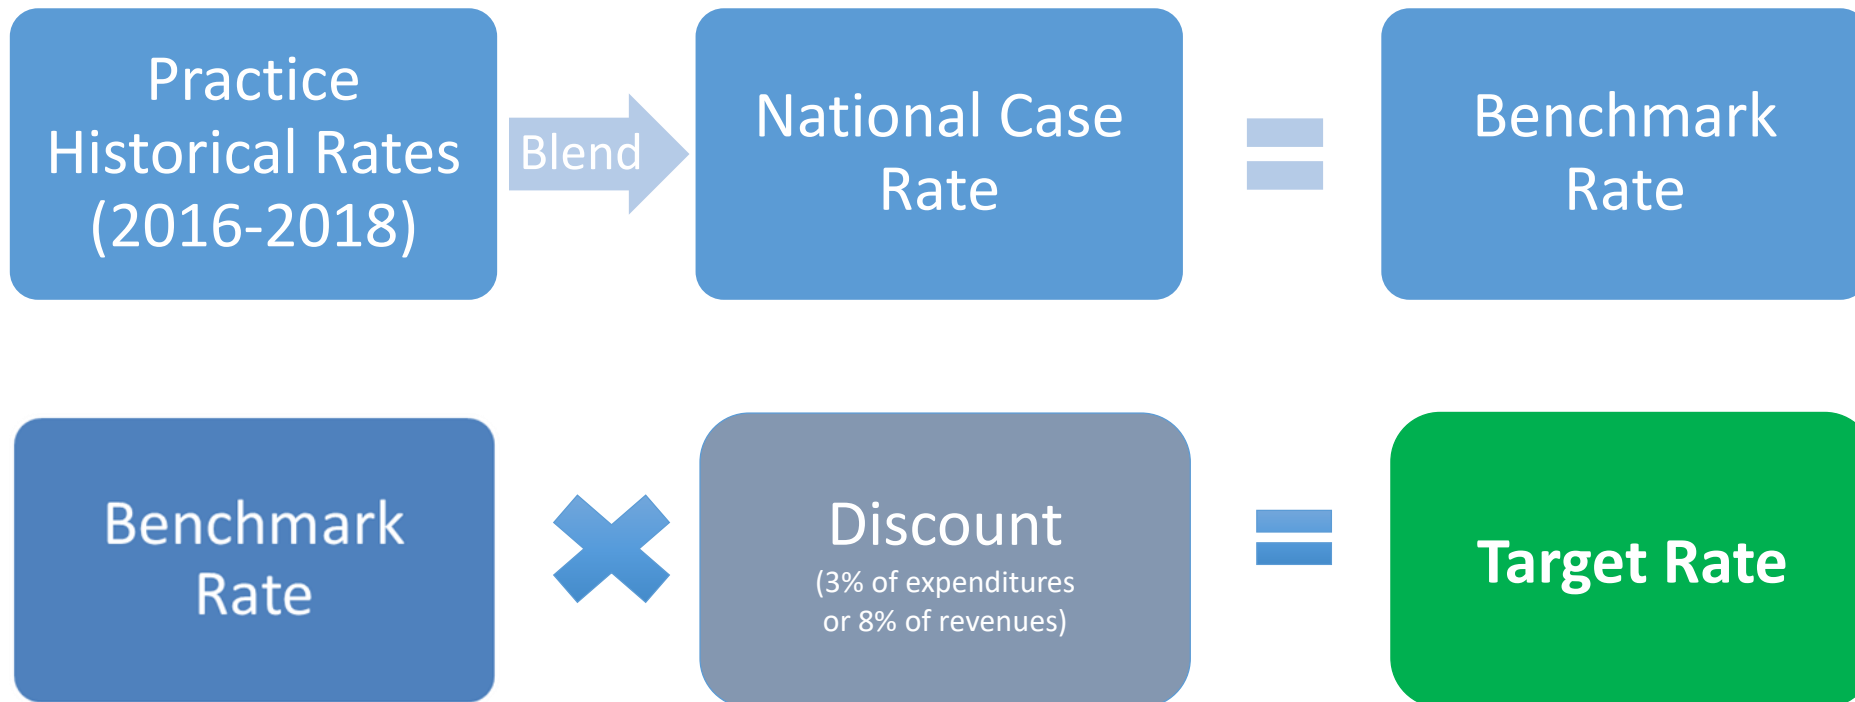 Practice
Historical Rates
(2016-2018)
Blend
National Case
Rate
Benchmark
Rate
Benchmark
Rate
Discount
(3% of expenditures
or 8% of revenues)
Target Rate